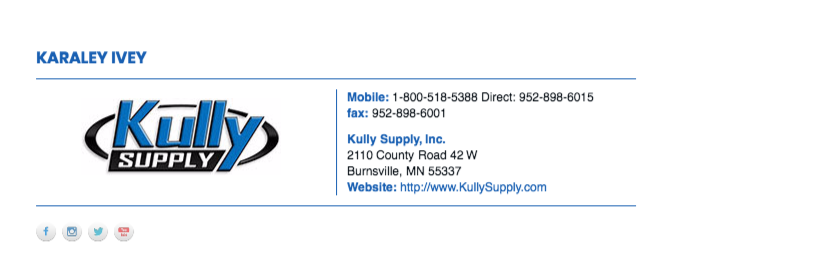 KARALEY IVEY
Kully
SUPPLY
Mobile: 1-800-518-5388 Direct: 952-898-6015
fax: 952-898-6001
Kully Supply, Inc.
2110 County Road 42 W
Burnsville, MN 55337
Website: http://www.KullySupply.com